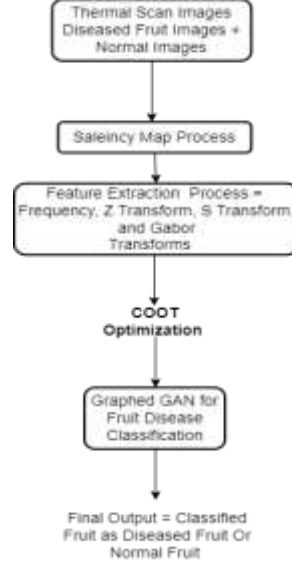 Thermal Scan Images
Diseased Fruit Images +
Normal Images
Saleincy Map Process
Feature Extraction Process =
Frequency, Z Transform, S Transform
and Gabor
Transforms
COOT
Optimization
Graphed GAN for
Fruit Disease
Classification
Final Output = Classified
Fruit as Diseased Fruit Or
Normal Fruit